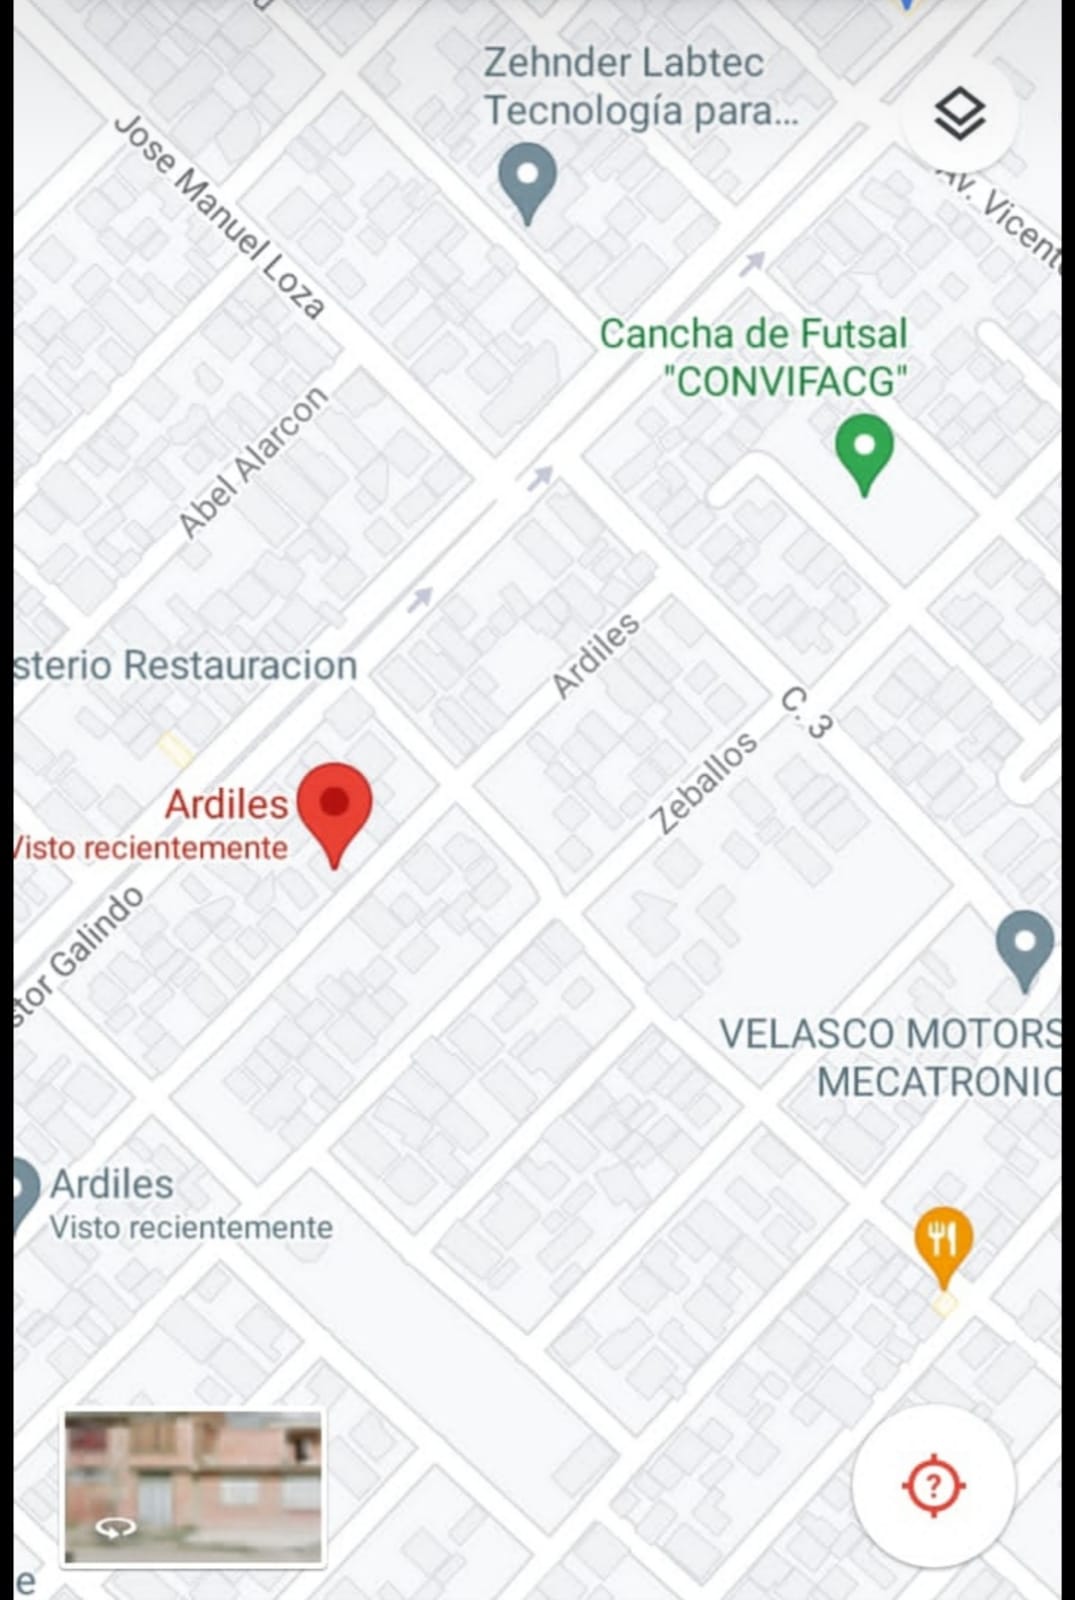 Zehnder Labtec
Tecnología para...
Jose Manuel Loza
Av. Vicent
Cancha de Futsal
"CONVIFACG"
Abel Alarcon
sterio Restauracion
Ardiles
C. 3
Zeballos
Ardiles
Visto recientemente
stor Galindo
VELASCO MOTORS
MECATRONIC
Ardiles
Visto recientemente
?
e